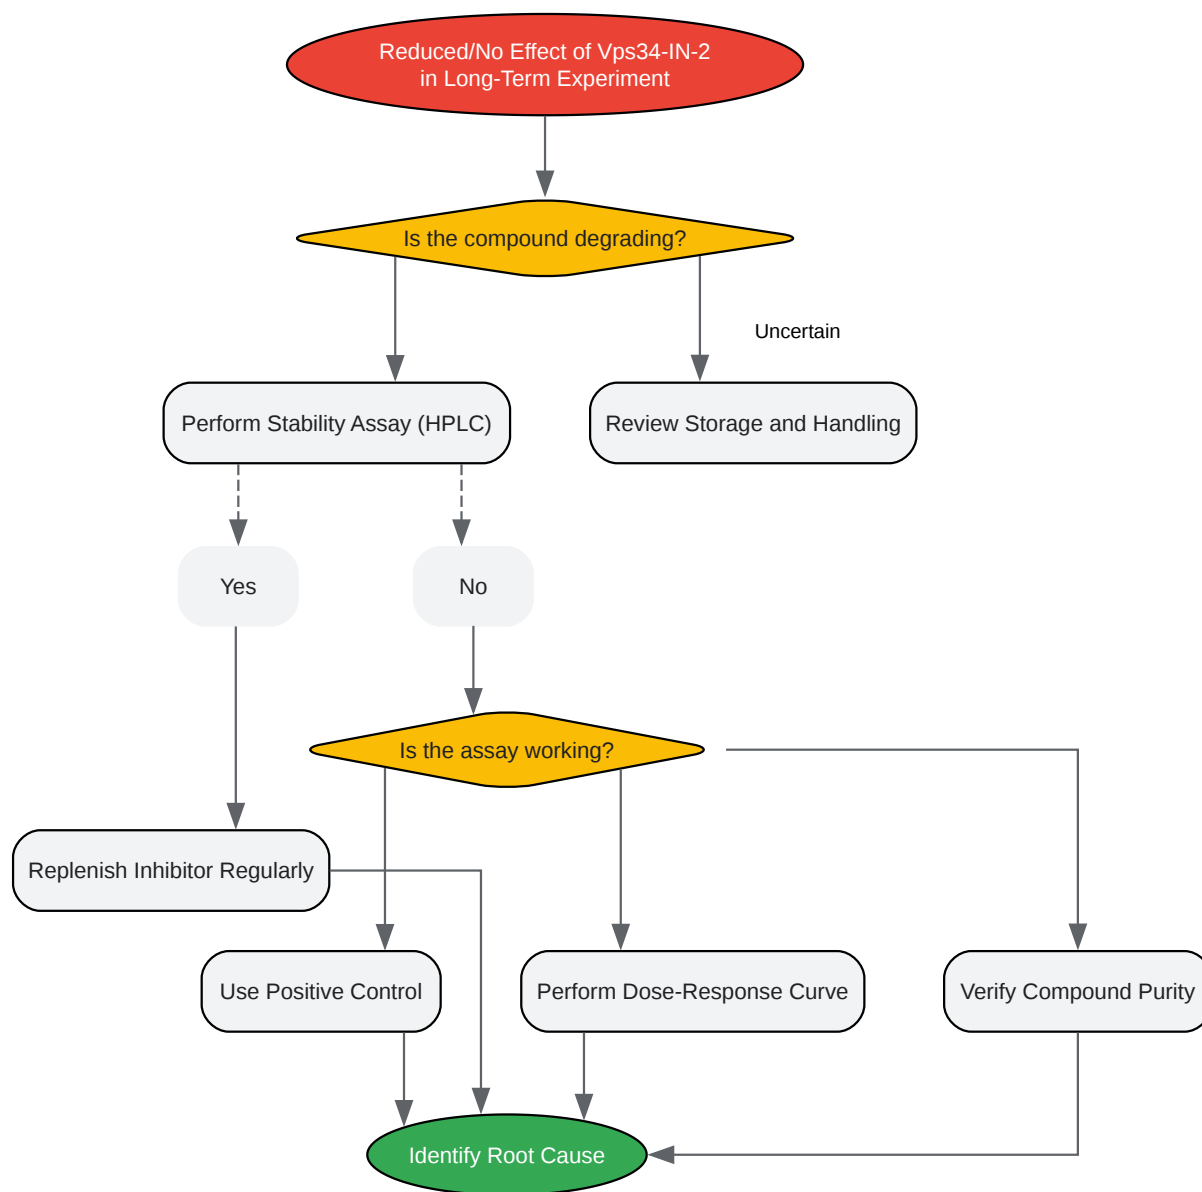 Reduced/No Effect of Vps34-IN-2
in Long-Term Experiment
Is the compound degrading?
Uncertain
Perform Stability Assay (HPLC)
Review Storage and Handling
Yes
No
Is the assay working?
Replenish Inhibitor Regularly
Use Positive Control
Perform Dose-Response Curve
Verify Compound Purity
Identify Root Cause